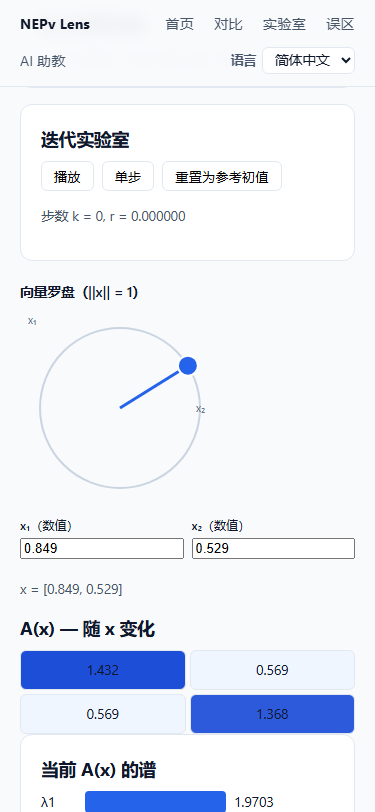 NEPv Lens 首页 对比 实验室 误区
AI 助教 语言 简体中文
迭代实验室
播放 单步 重置为参考初值
步数 k = 0, r = 0.000000
向量罗盘（||x|| = 1）
x₁
x₂
x₁（数值） x₂（数值）
0.849 0.529
x = [0.849, 0.529]
A(x) — 随 x 变化
1.432 0.569
0.569 1.368
当前 A(x) 的谱
λ1 1.9703